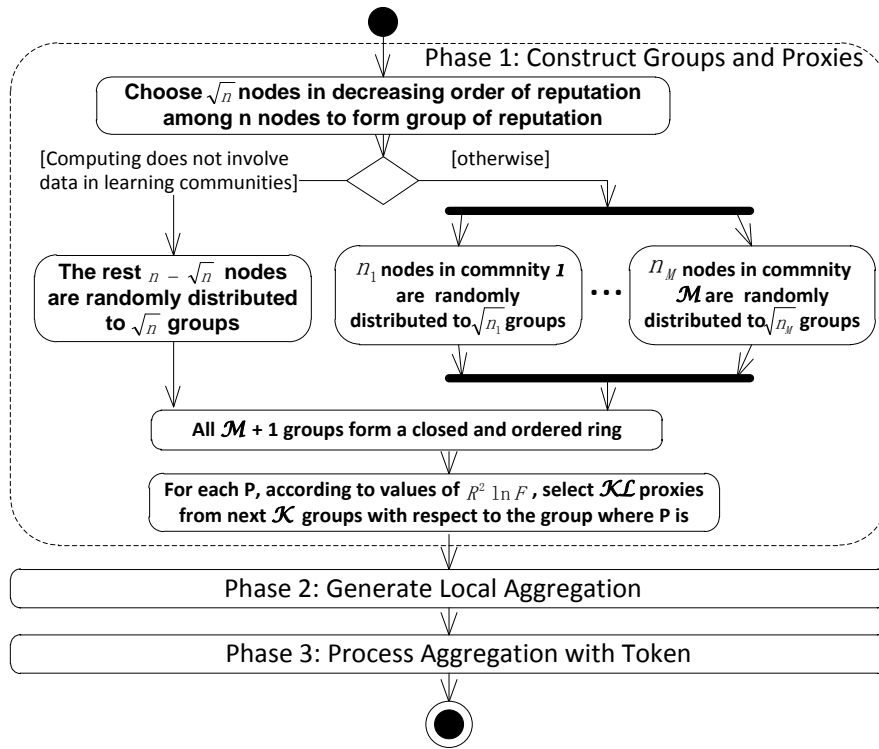 Phase 1: Construct Groups and Proxies
Choose √n nodes in decreasing order of reputation
among n nodes to form group of reputation
[Computing does not involve
data in learning communities]
[otherwise]
The rest n − √n nodes
are randomly distributed
to √n groups
n₁ nodes in commnity 1
are randomly
distributed to √n₁ groups
...
n_M nodes in commnity
M are randomly
distributed to √n_M groups
All M + 1 groups form a closed and ordered ring
For each P, according to values of R² ln F, select KL proxies
from next K groups with respect to the group where P is
Phase 2: Generate Local Aggregation
Phase 3: Process Aggregation with Token